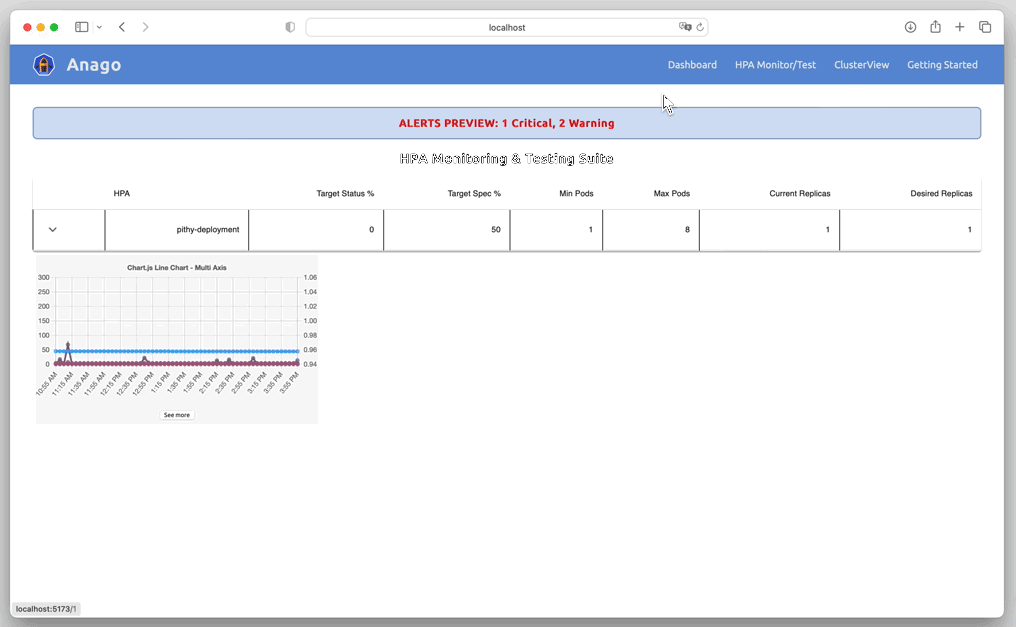 localhost
Anago
Dashboard HPA Monitor/Test ClusterView Getting Started
ALERTS PREVIEW: 1 Critical, 2 Warning
HPA Monitoring & Testing Suite
HPA Target Status % Target Spec % Min Pods Max Pods Current Replicas Desired Replicas
pithy-deployment 0 50 1 8 1 1
Chart.js Line Chart - Multi Axis
300 1.06
250 1.04
200 1.02
150 1.00
100 0.98
50 0.96
0 0.94
10:55 AM 11:15 AM 11:35 AM 11:55 AM 12:15 PM 12:35 PM 12:55 PM 1:15 PM 1:35 PM 1:55 PM 2:15 PM 2:35 PM 2:55 PM 3:15 PM 3:35 PM 3:55 PM
See more
localhost:5173/1